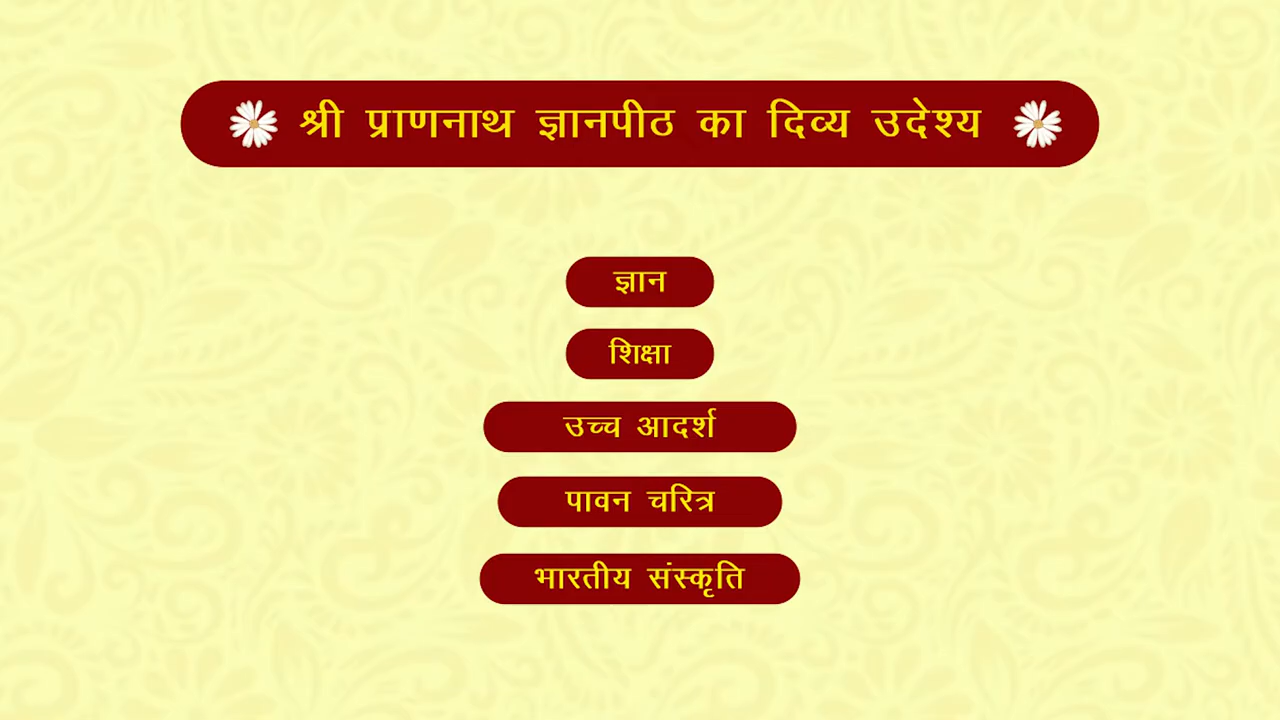 श्री प्राणनाथ ज्ञानपीठ का दिव्य उदेश्य
ज्ञान
शिक्षा
उच्च आदर्श
पावन चरित्र
भारतीय संस्कृति